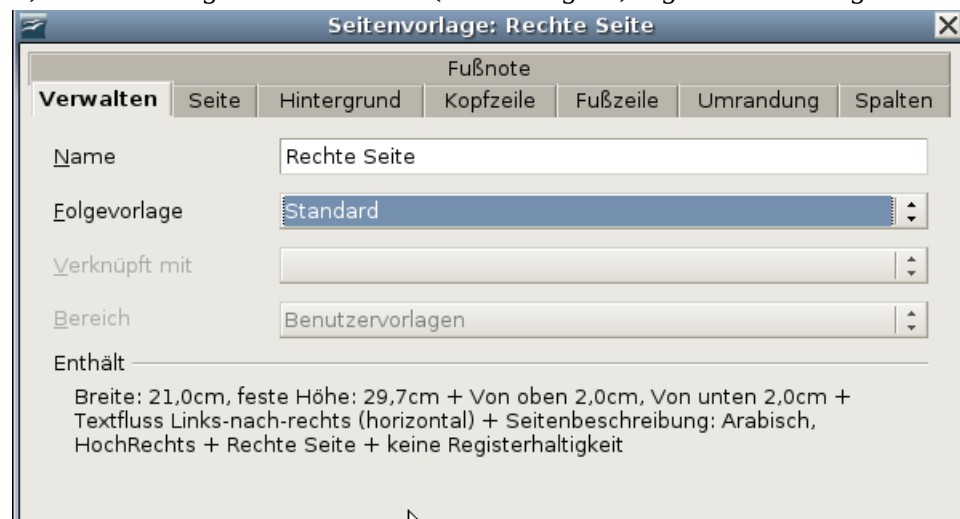 Seitenvorlage: Rechte Seite
Fußnote
Verwalten Seite Hintergrund Kopfzeile Fußzeile Umrandung Spalten
Name Rechte Seite
Folgevorlage Standard
Verknüpft mit
Bereich Benutzervorlagen
Enthält
Breite: 21,0cm, feste Höhe: 29,7cm + Von oben 2,0cm, Von unten 2,0cm +
Textfluss Links-nach-rechts (horizontal) + Seitenbeschreibung: Arabisch,
HochRechts + Rechte Seite + keine Registerhaltigkeit